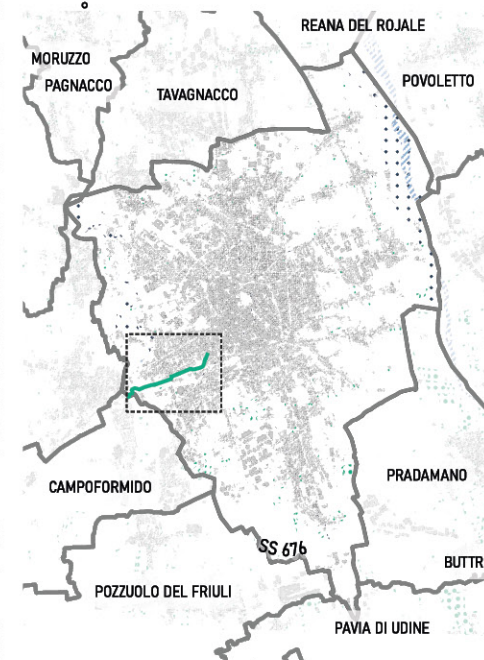 REANA DEL ROJALE
MORUZZO
POVOLETTO
PAGNACCO
TAVAGNACCO
CAMPOFORMIDO
PRADAMANO
SS 676
BUTTR
POZZUOLO DEL FRIULI
PAVIA DI UDINE